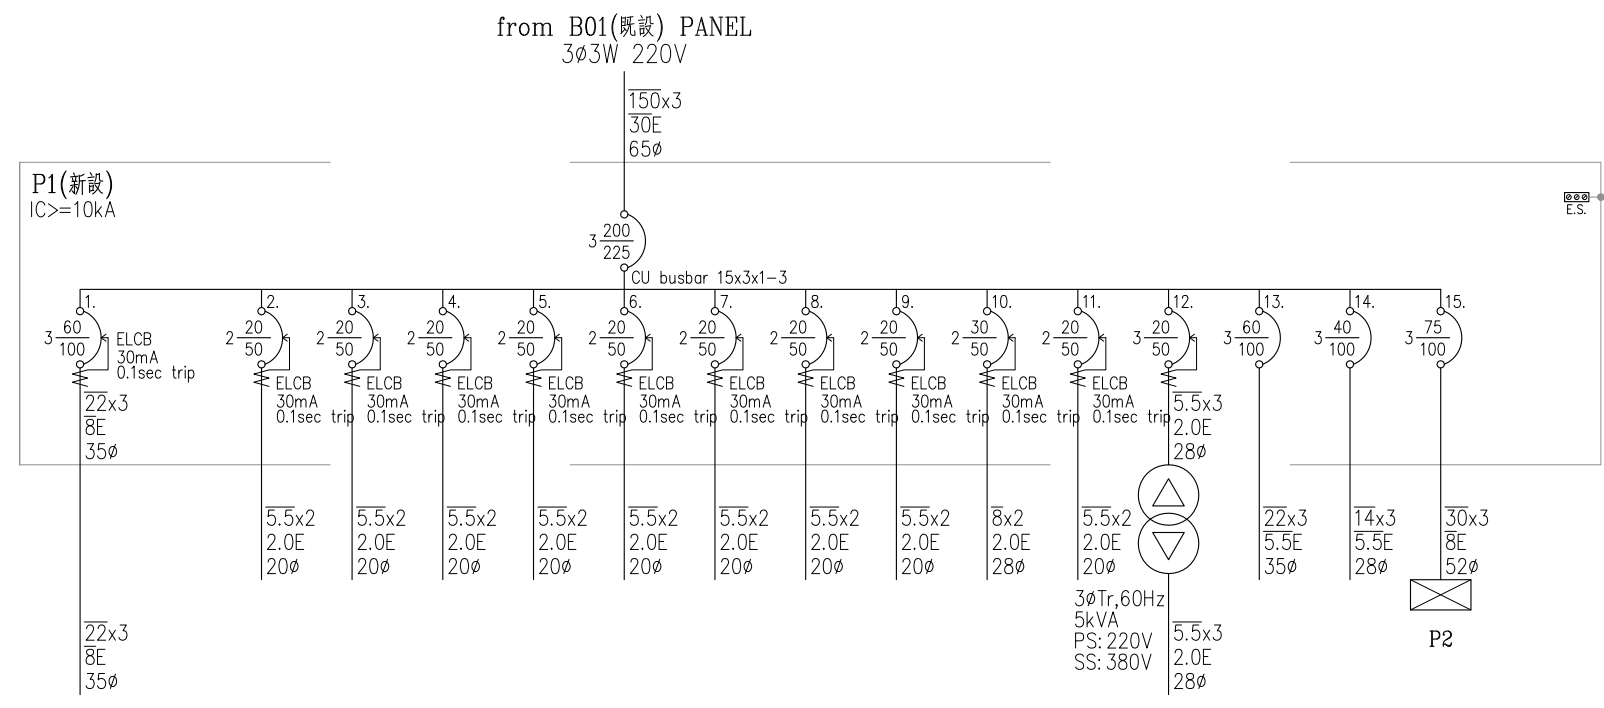 from B01(既設) PANEL
3ø3W 220V
150x3
30E
65ø
P1(新設)
IC>=10kA
E.S.
3 200
225
CU busbar 15x3x1-3
1. 2. 3. 4. 5. 6. 7. 8. 9. 10. 11. 12. 13. 14. 15.
3 60 2 20 2 20 2 20 2 20 2 20 2 20 2 20 2 20 2 30 2 20 3 20 3 60 3 40 3 75
100 50 50 50 50 50 50 50 50 50 50 50 100 100 100
ELCB
30mA
0.1sec trip
ELCB ELCB ELCB ELCB ELCB ELCB ELCB ELCB ELCB ELCB
30mA 30mA 30mA 30mA 30mA 30mA 30mA 30mA 30mA 30mA
0.1sec trip 0.1sec trip 0.1sec trip 0.1sec trip 0.1sec trip 0.1sec trip 0.1sec trip 0.1sec trip 0.1sec trip 0.1sec trip
22x3 5.5x3
8E 2.0E
35ø 28ø
5.5x2 5.5x2 5.5x2 5.5x2 5.5x2 5.5x2 5.5x2 5.5x2 8x2 5.5x2 22x3 14x3 30x3
2.0E 2.0E 2.0E 2.0E 2.0E 2.0E 2.0E 2.0E 2.0E 2.0E 5.5E 5.5E 8E
20ø 20ø 20ø 20ø 20ø 20ø 20ø 20ø 28ø 20ø 35ø 28ø 52ø
3øTr,60Hz
5kVA
PS: 220V
SS: 380V
P2
22x3 5.5x3
8E 2.0E
35ø 28ø